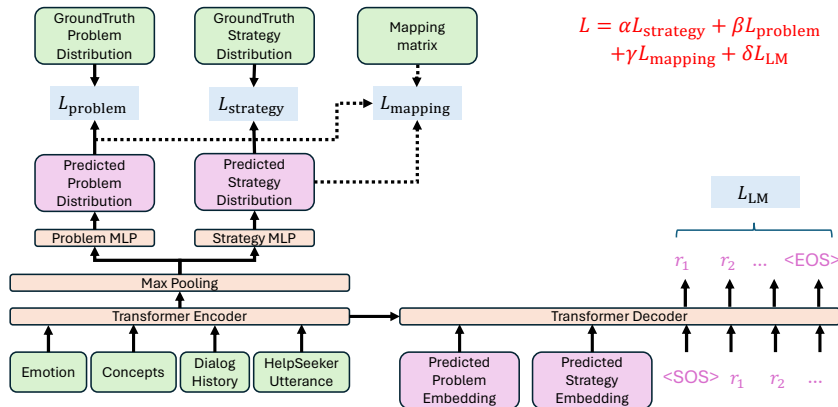 GroundTruth
Problem
Distribution
GroundTruth
Strategy
Distribution
Mapping
matrix
L = αL_strategy + βL_problem
+γL_mapping + δL_LM
L_problem
L_strategy
L_mapping
Predicted
Problem
Distribution
Predicted
Strategy
Distribution
L_LM
Problem MLP
Strategy MLP
r_1 r_2 ... <EOS>
Max Pooling
Transformer Encoder
Transformer Decoder
Emotion
Concepts
Dialog
History
HelpSeeker
Utterance
Predicted
Problem
Embedding
Predicted
Strategy
Embedding
<SOS> r_1 r_2 ...